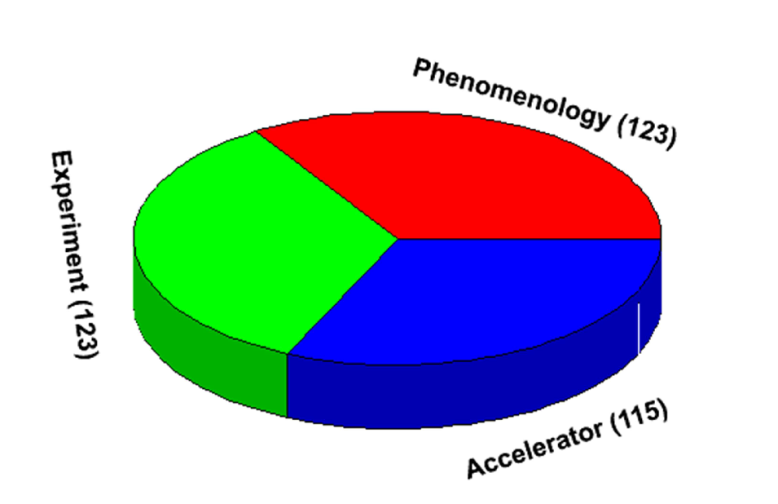 Phenomenology (123)
Experiment (123)
Accelerator (115)